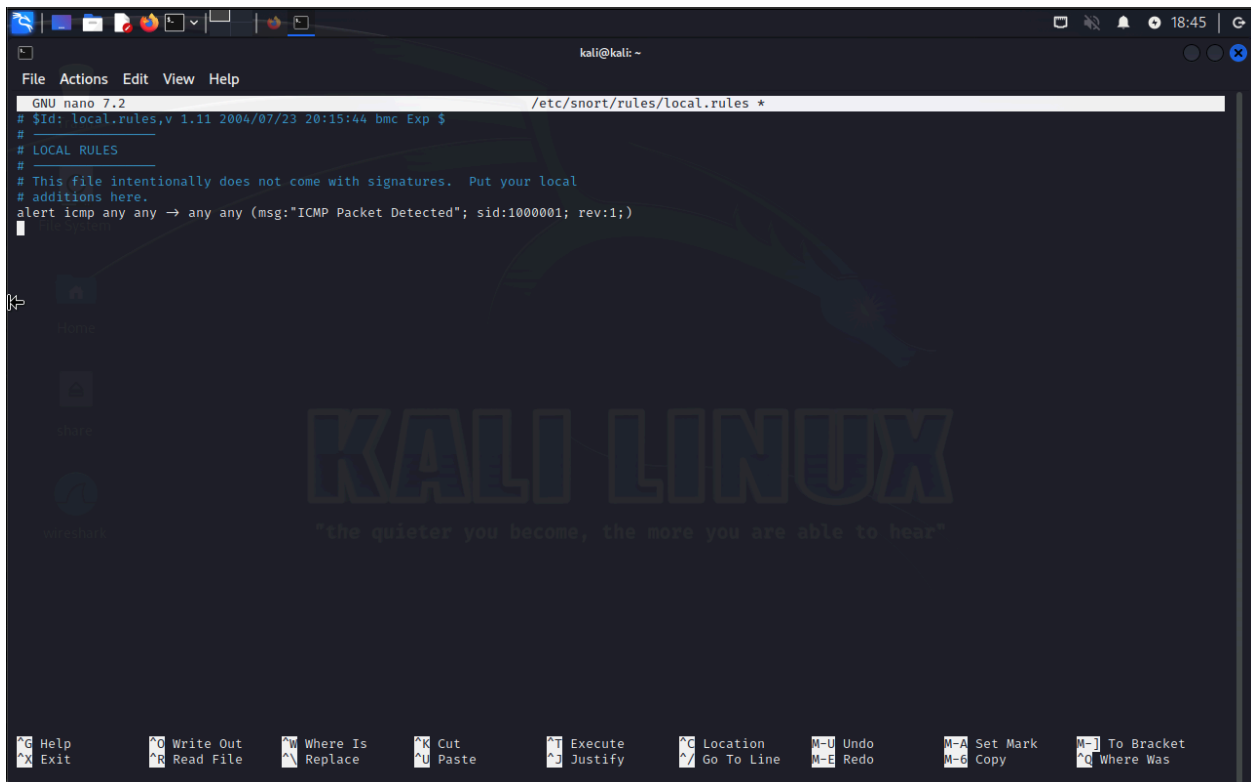 18:45
kali@kali: ~
File Actions Edit View Help
GNU nano 7.2 /etc/snort/rules/local.rules *
# $Id: local.rules,v 1.11 2004/07/23 20:15:44 bmc Exp $
# ----------------
# LOCAL RULES
# ----------------
# This file intentionally does not come with signatures.  Put your local
# additions here.
alert icmp any any → any any (msg:"ICMP Packet Detected"; sid:1000001; rev:1;)
File System
Home
share
KALI LINUX
"the quieter you become, the more you are able to hear"
wireshark
^G Help ^O Write Out ^W Where Is ^K Cut ^T Execute ^C Location M-U Undo M-A Set Mark M-] To Bracket
^X Exit ^R Read File ^\ Replace ^U Paste ^J Justify ^/ Go To Line M-E Redo M-6 Copy ^Q Where Was